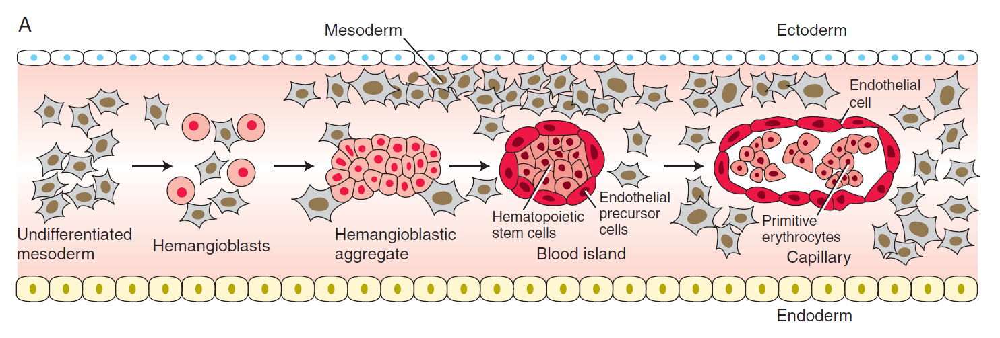 A
Mesoderm
Ectoderm
Endothelial
cell
Undifferentiated
mesoderm
Hemangioblasts
Hemangioblastic
aggregate
Hematopoietic
stem cells
Endothelial
precursor
cells
Blood island
Primitive
erythrocytes
Capillary
Endoderm